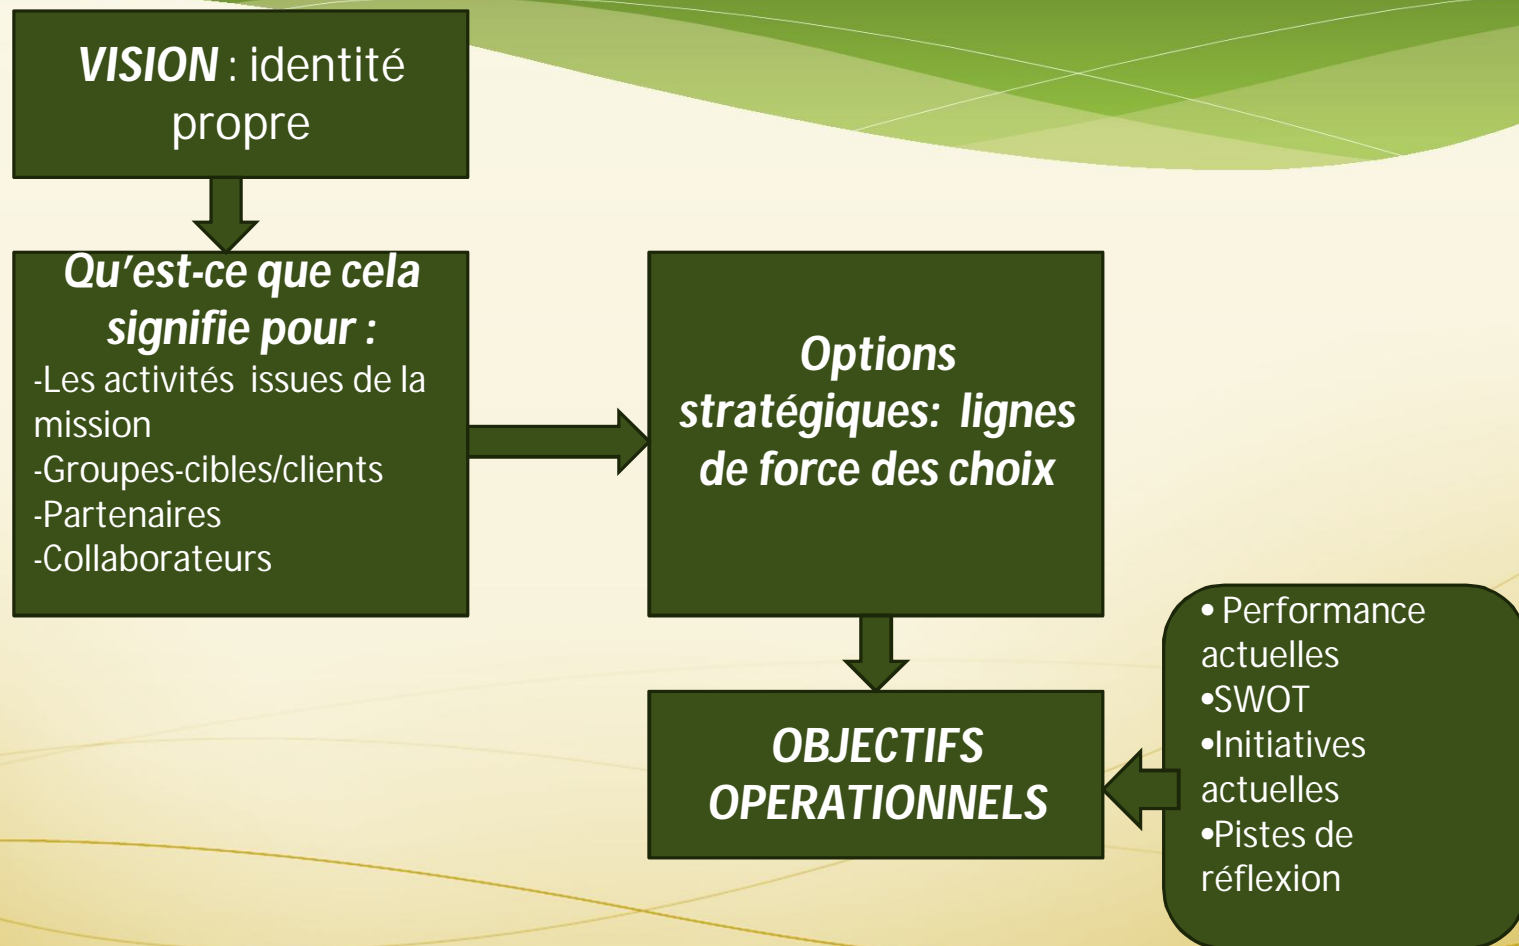 VISION : identité
propre
Qu'est-ce que cela
signifie pour :
-Les activités  issues de la
mission
-Groupes-cibles/clients
-Partenaires
-Collaborateurs
Options
stratégiques:  lignes
de force des choix
OBJECTIFS
OPERATIONNELS
• Performance
actuelles
•SWOT
•Initiatives
actuelles
•Pistes de
réflexion